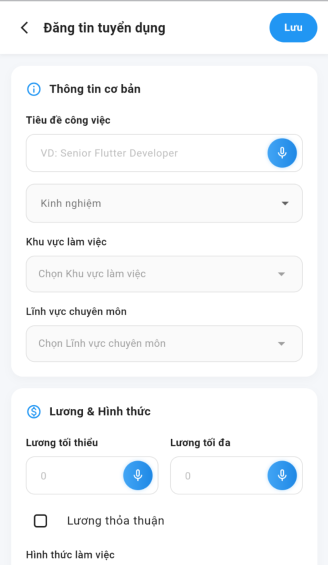 Đăng tin tuyển dụng
Lưu
Thông tin cơ bản
Tiêu đề công việc
VD: Senior Flutter Developer
Kinh nghiệm
Khu vực làm việc
Chọn Khu vực làm việc
Lĩnh vực chuyên môn
Chọn Lĩnh vực chuyên môn
Lương & Hình thức
Lương tối thiểu Lương tối đa
0 0
Lương thỏa thuận
Hình thức làm việc